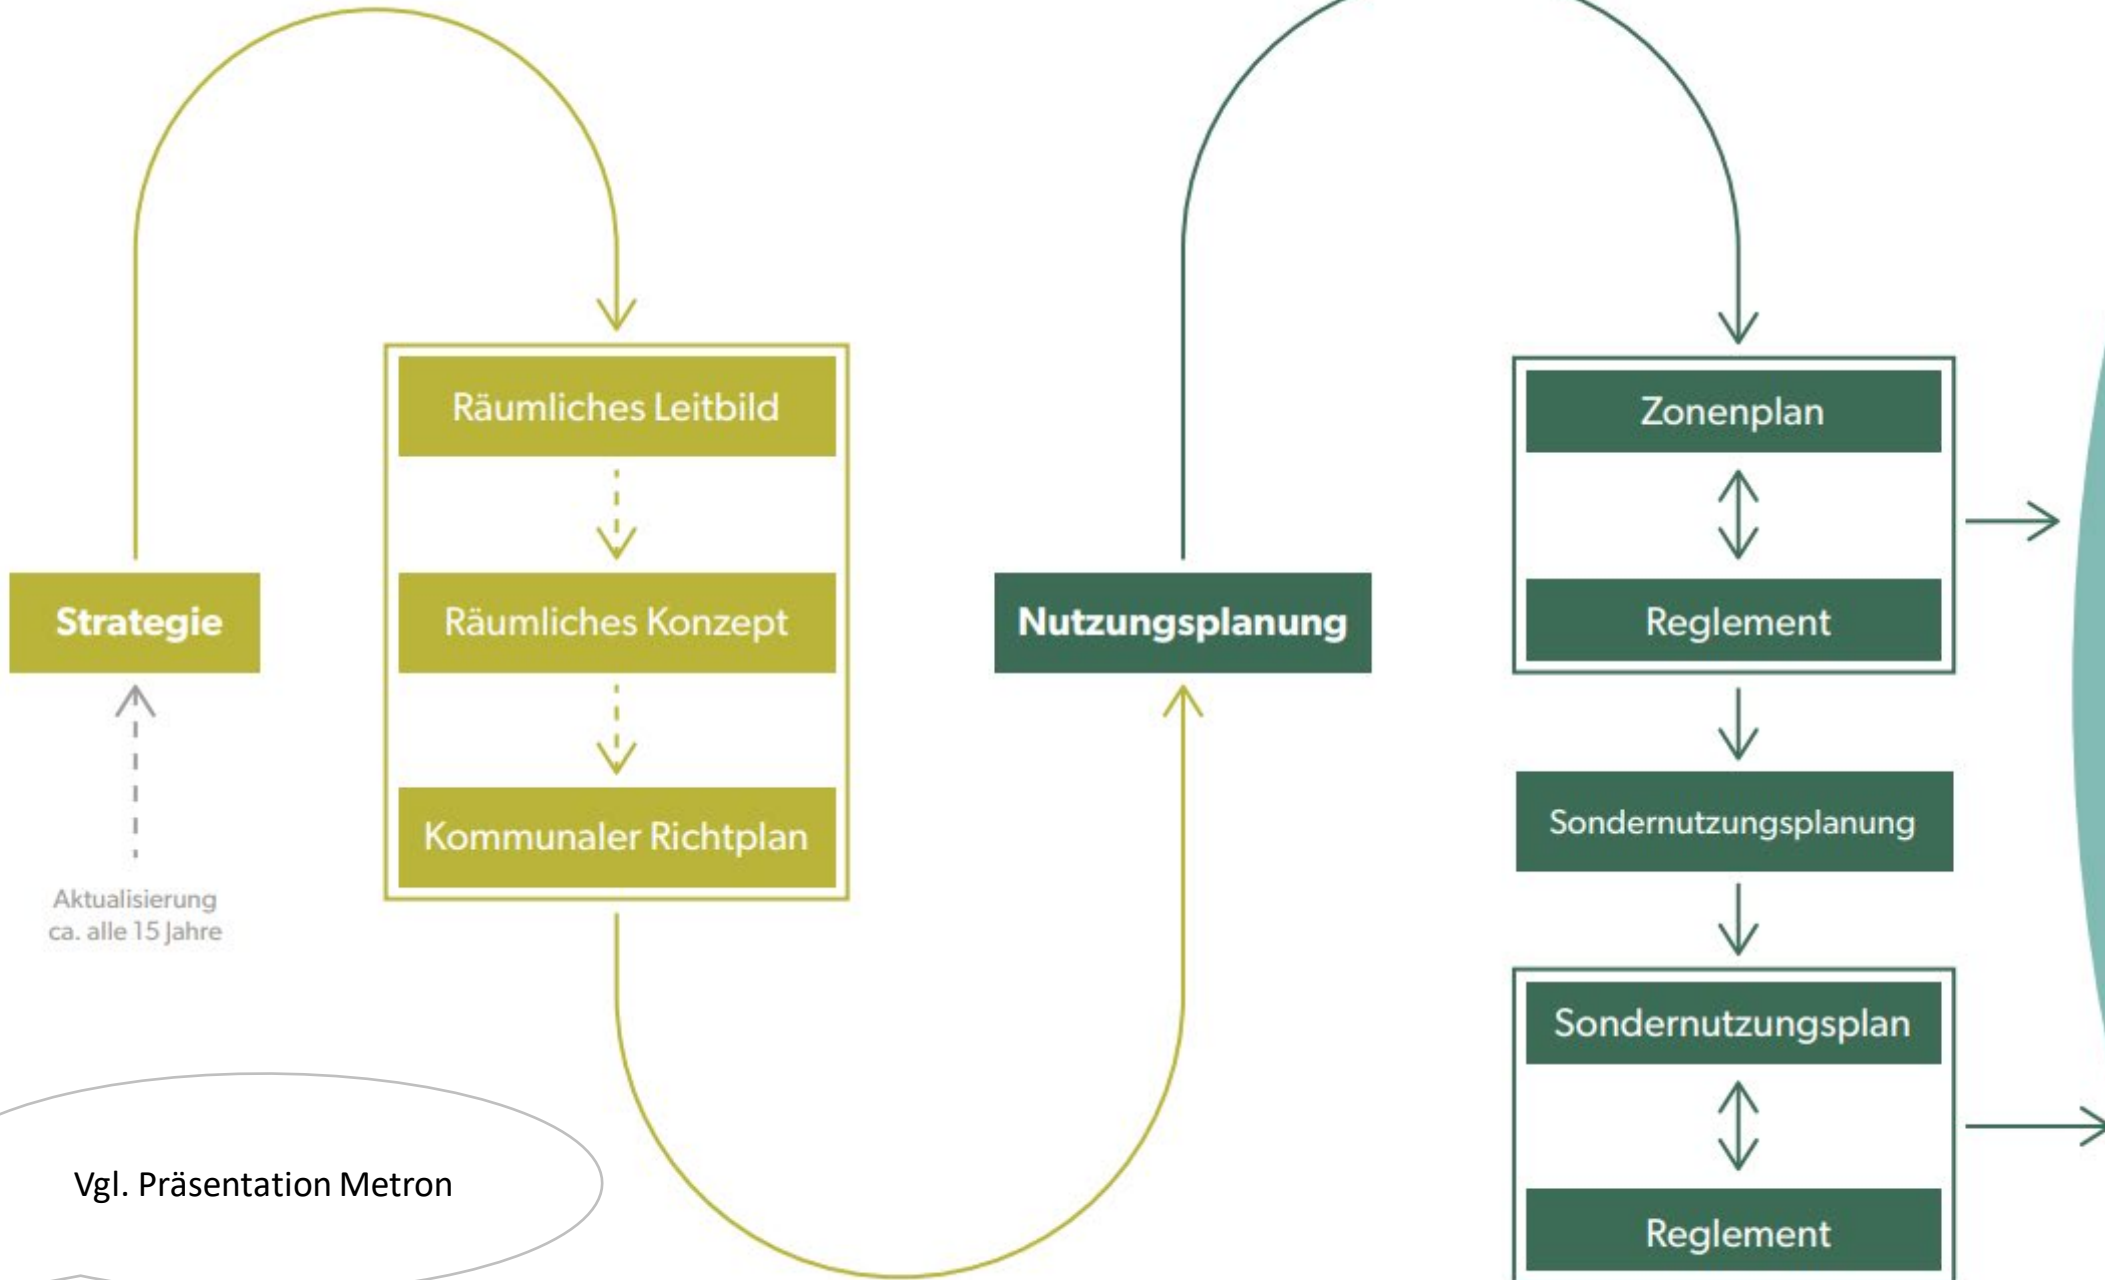 Strategie
Aktualisierung
ca. alle 15 Jahre
Räumliches Leitbild
Räumliches Konzept
Kommunaler Richtplan
Nutzungsplanung
Zonenplan
Reglement
Sondernutzungsplanung
Sondernutzungsplan
Reglement
Vgl. Präsentation Metron